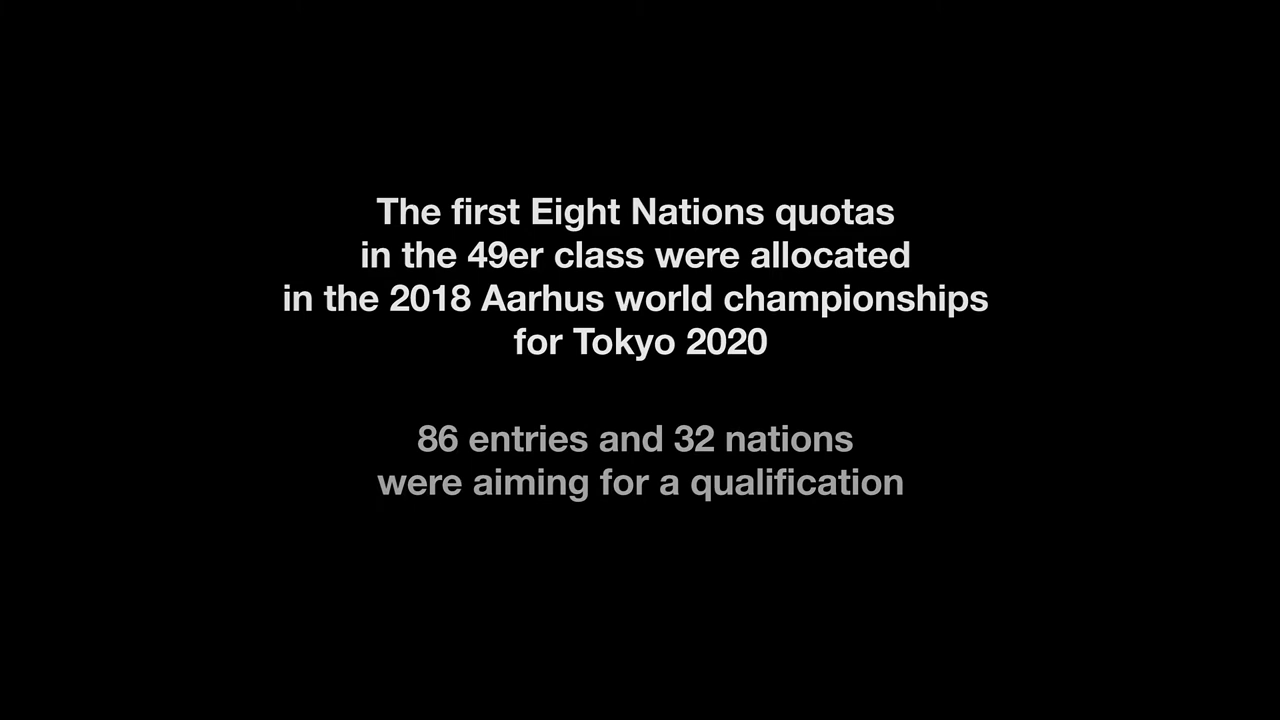 The first Eight Nations quotas
in the 49er class were allocated
in the 2018 Aarhus world championships
for Tokyo 2020
86 entries and 32 nations
were aiming for a qualification